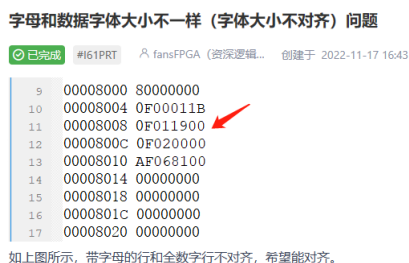 字母和数据字体大小不一样（字体大小不对齐）问题
已完成 #I61PRT fansFPGA（资深逻辑... 创建于 2022-11-17 16:43
9 00008000 80000000
10 00008004 0F00011B
11 00008008 0F011900
12 0000800C 0F020000
13 00008010 AF068100
14 00008014 00000000
15 00008018 00000000
16 0000801C 00000000
17 00008020 00000000
如上图所示，带字母的行和全数字行不对齐，希望能对齐。